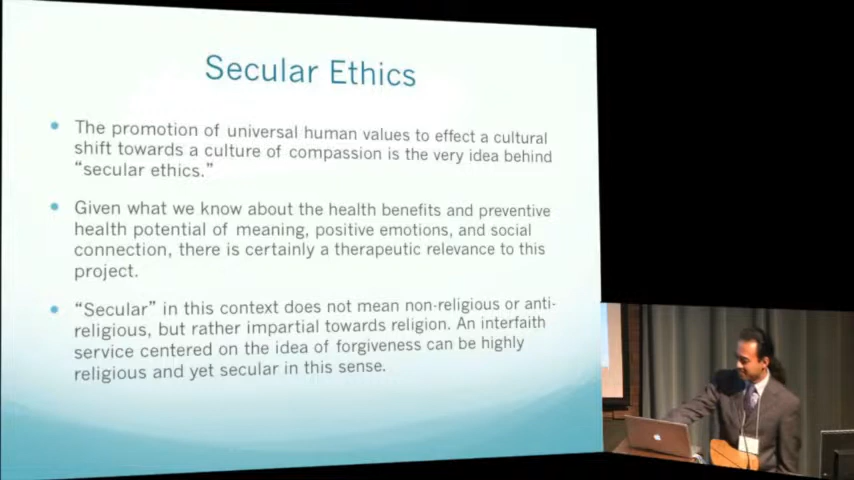 Secular Ethics
The promotion of universal human values to effect a cultural
shift towards a culture of compassion is the very idea behind
“secular ethics.”
Given what we know about the health benefits and preventive
health potential of meaning, positive emotions, and social
connection, there is certainly a therapeutic relevance to this
project.
“Secular” in this context does not mean non-religious or anti-
religious, but rather impartial towards religion. An interfaith
service centered on the idea of forgiveness can be highly
religious and yet secular in this sense.